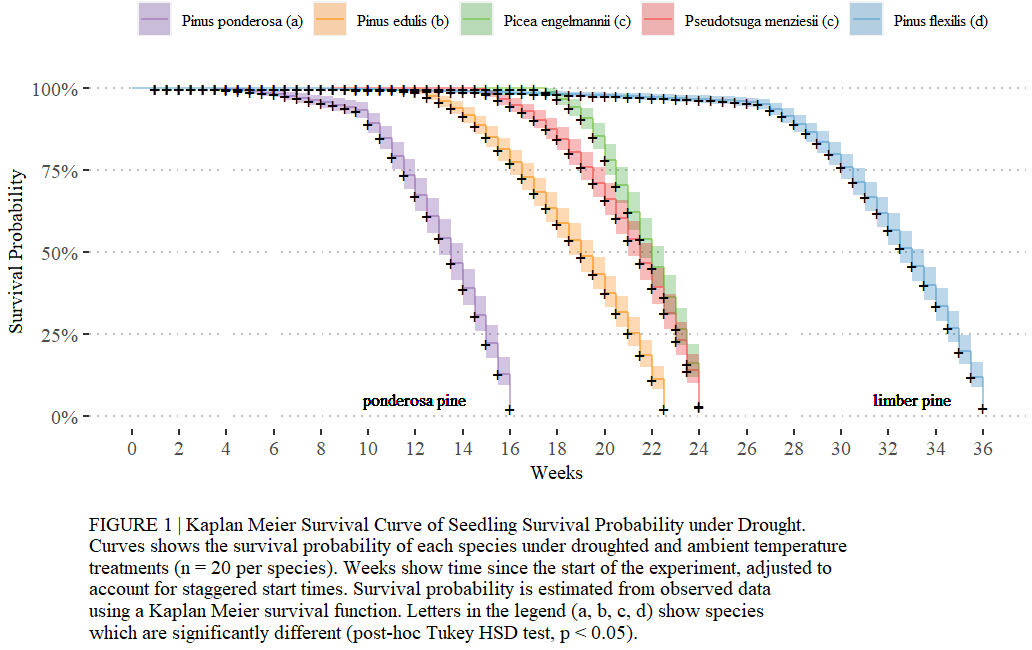 Pinus ponderosa (a) Pinus edulis (b) Picea engelmannii (c) Pseudotsuga menziesii (c) Pinus flexilis (d)
100%
75%
50%
25%
0%
Survival Probability
ponderosa pine limber pine
0 2 4 6 8 10 12 14 16 18 20 22 24 26 28 30 32 34 36
Weeks
FIGURE 1 | Kaplan Meier Survival Curve of Seedling Survival Probability under Drought.
Curves shows the survival probability of each species under droughted and ambient temperature
treatments (n = 20 per species). Weeks show time since the start of the experiment, adjusted to
account for staggered start times. Survival probability is estimated from observed data
using a Kaplan Meier survival function. Letters in the legend (a, b, c, d) show species
which are significantly different (post-hoc Tukey HSD test, p < 0.05).